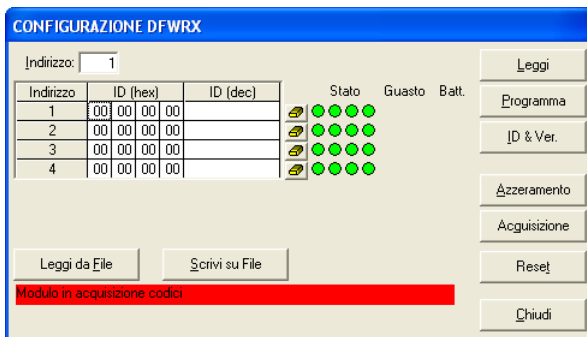 CONFIGURAZIONE DFWRX
Indirizzo: 1
Indirizzo ID (hex) ID (dec) Stato Guasto Batt.
1 00 00 00 00
2 00 00 00 00
3 00 00 00 00
4 00 00 00 00
Leggi da File Scrivi su File
Modulo in acquisizione codici
Leggi
Programma
ID & Ver.
Azzeramento
Acquisizione
Reset
Chiudi